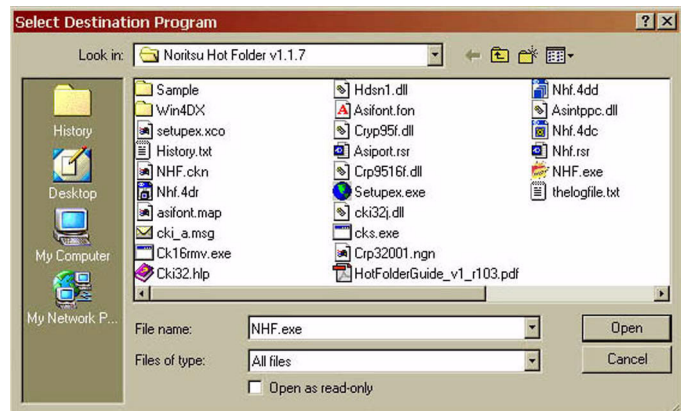 Select Destination Program
Look in: Noritsu Hot Folder v1.1.7
History
Desktop
My Computer
My Network P...
Sample
Win4DX
setupex.xco
History.txt
NHF.ckn
Nhf.4dr
asifont.map
cki_a.msg
Ck16rmv.exe
Cki32.hlp
Hdsn1.dll
Asifont.fon
Cryp95f.dll
Asiport.rsr
Crp9516f.dll
Setupex.exe
cki32j.dll
cks.exe
Crp32001.ngn
HotFolderGuide_v1_r103.pdf
Nhf.4dd
Asintppc.dll
Nhf.4dc
Nhf.rsr
NHF.exe
thelogfile.txt
File name: NHF.exe Open
Files of type: All files Cancel
Open as read-only